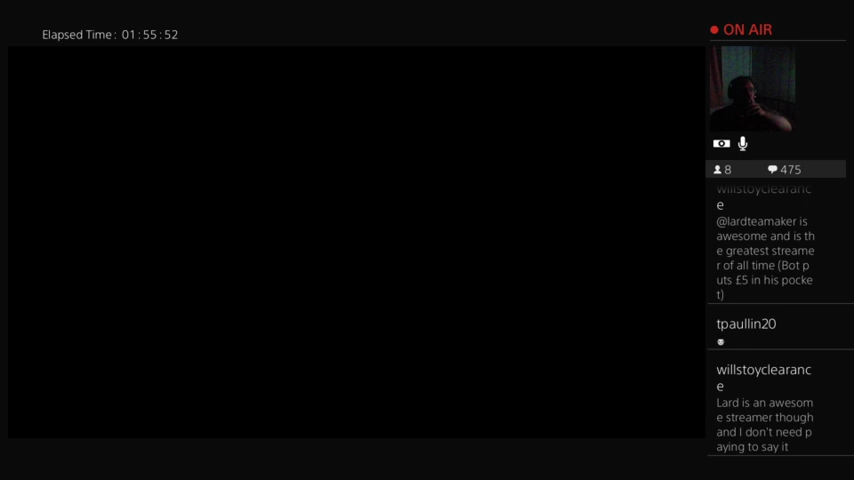 Elapsed Time: 01:55:52
ON AIR
8 475
willstoyclearanc
e
@lardteamaker is
awesome and is th
e greatest streame
r of all time (Bot p
uts £5 in his pocke
t)
tpaullin20
willstoyclearanc
e
Lard is an awesom
e streamer though
and I don't need p
aying to say it